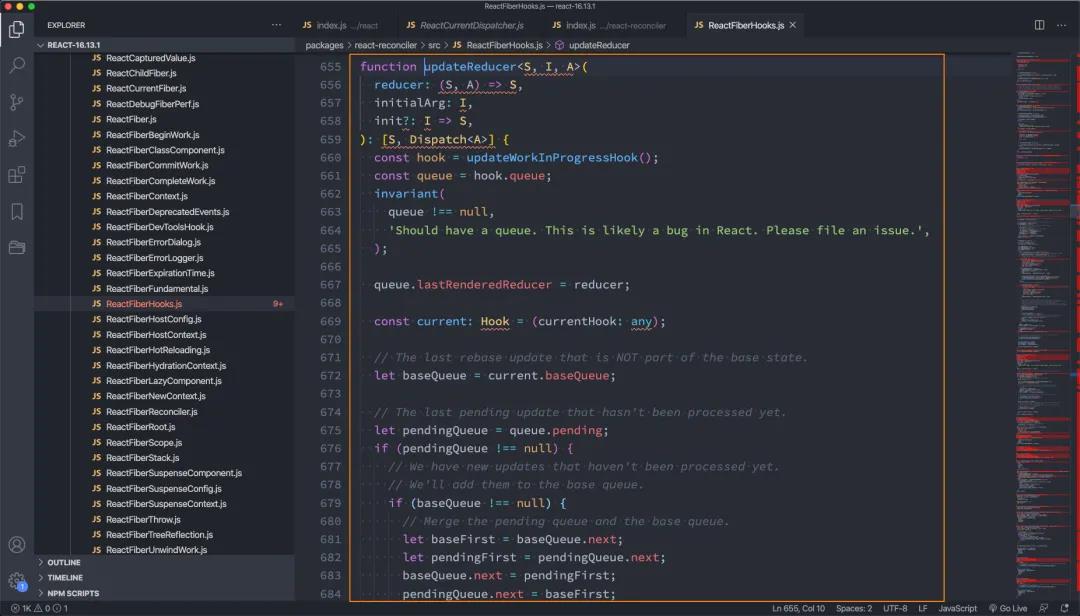 ReactFiberHooks.js — react-16.13.1
EXPLORER
index.js .../react
ReactCurrentDispatcher.js
index.js .../react-reconciler
ReactFiberHooks.js
REACT-16.13.1
packages > react-reconciler > src > JS ReactFiberHooks.js > updateReducer
JS ReactCapturedValue.js
JS ReactChildFiber.js
JS ReactCurrentFiber.js
JS ReactDebugFiberPerf.js
JS ReactFiber.js
JS ReactFiberBeginWork.js
JS ReactFiberClassComponent.js
JS ReactFiberCommitWork.js
JS ReactFiberCompleteWork.js
JS ReactFiberContext.js
JS ReactFiberDeprecatedEvents.js
JS ReactFiberDevToolsHook.js
JS ReactFiberErrorDialog.js
JS ReactFiberErrorLogger.js
JS ReactFiberExpirationTime.js
JS ReactFiberFundamental.js
JS ReactFiberHooks.js 9+
JS ReactFiberHostConfig.js
JS ReactFiberHostContext.js
JS ReactFiberHotReloading.js
JS ReactFiberHydrationContext.js
JS ReactFiberLazyComponent.js
JS ReactFiberNewContext.js
JS ReactFiberReconciler.js
JS ReactFiberRoot.js
JS ReactFiberScope.js
JS ReactFiberStack.js
JS ReactFiberSuspenseComponent.js
JS ReactFiberSuspenseConfig.js
JS ReactFiberSuspenseContext.js
JS ReactFiberThrow.js
JS ReactFiberTreeReflection.js
JS ReactFiberUnwindWork.js
OUTLINE
TIMELINE
NPM SCRIPTS
655 function updateReducer<S, I, A>(
656 reducer: (S, A) => S,
657 initialArg: I,
658 init?: I => S,
659 ): [S, Dispatch<A>] {
660 const hook = updateWorkInProgressHook();
661 const queue = hook.queue;
662 invariant(
663 queue !== null,
664 'Should have a queue. This is likely a bug in React. Please file an issue.',
665 );
666
667 queue.lastRenderedReducer = reducer;
668
669 const current: Hook = (currentHook: any);
670
671 // The last rebase update that is NOT part of the base state.
672 let baseQueue = current.baseQueue;
673
674 // The last pending update that hasn't been processed yet.
675 let pendingQueue = queue.pending;
676 if (pendingQueue !== null) {
677 // We have new updates that haven't been processed yet.
678 // We'll add them to the base queue.
679 if (baseQueue !== null) {
680 // Merge the pending queue and the base queue.
681 let baseFirst = baseQueue.next;
682 let pendingFirst = pendingQueue.next;
683 baseQueue.next = pendingFirst;
684 pendingQueue.next = baseFirst;
1
1K 0 1
Ln 655, Col 10 Spaces: 2 UTF-8 LF JavaScript Go Live